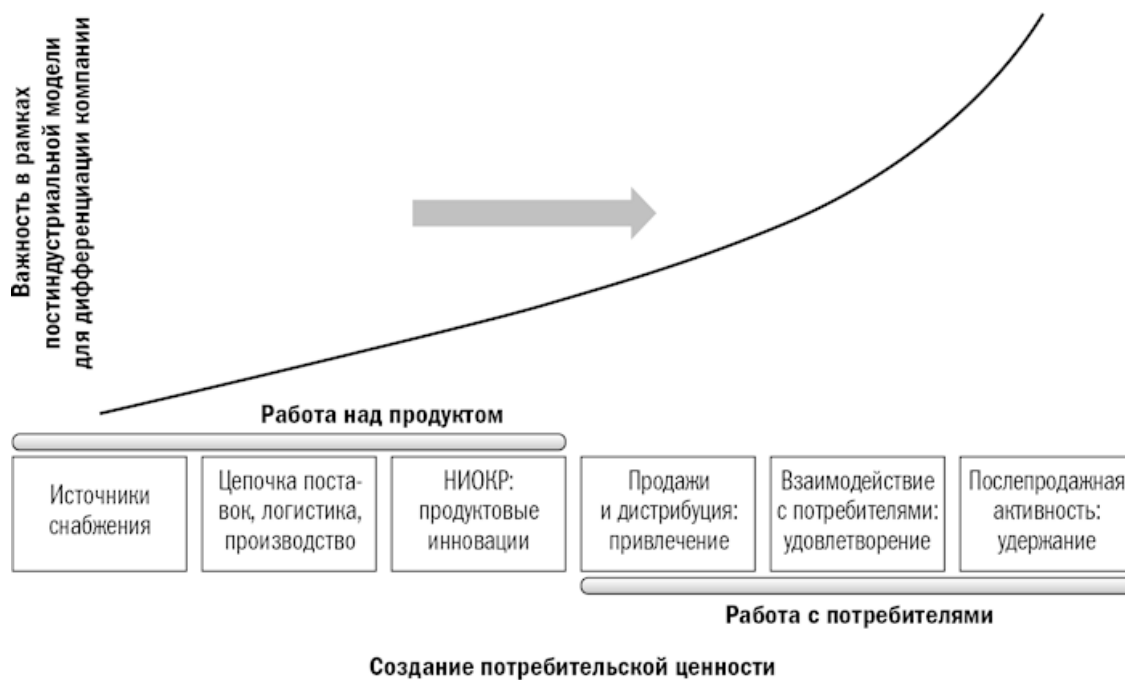 Важность в рамках
постиндустриальной модели
для дифференциации компании
Работа над продуктом
Источники
снабжения
Цепочка поста-
вок, логистика,
производство
НИОКР:
продуктовые
инновации
Продажи
и дистрибуция:
привлечение
Взаимодействие
с потребителями:
удовлетворение
Послепродажная
активность:
удержание
Работа с потребителями
Создание потребительской ценности